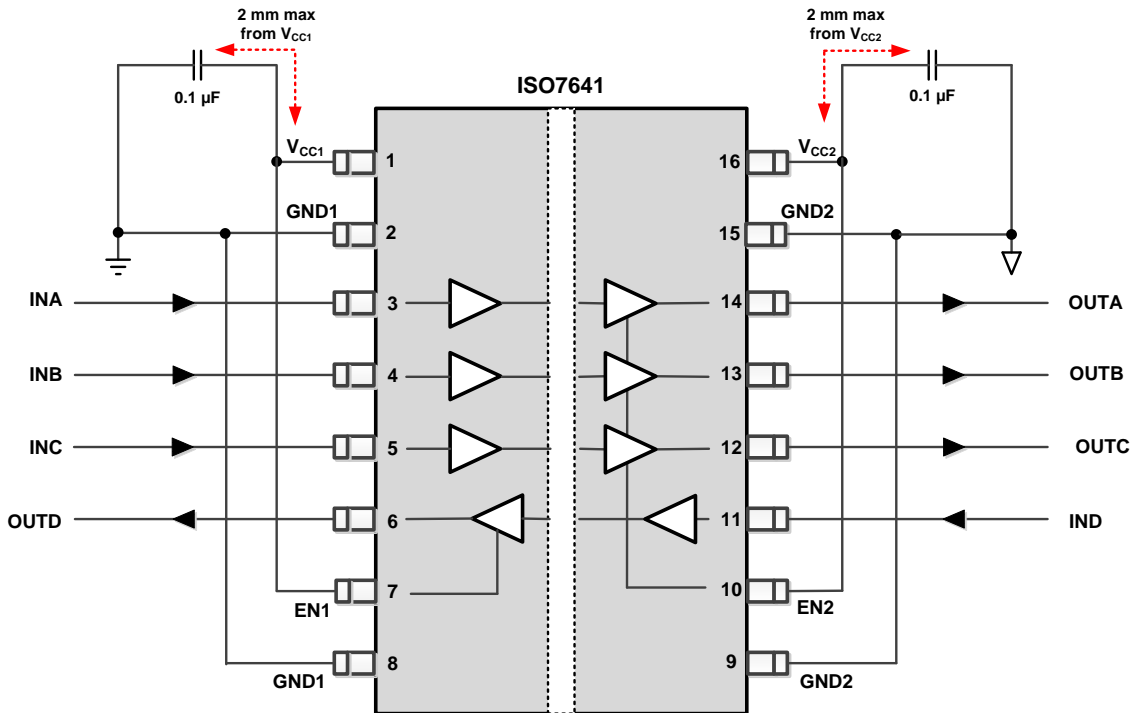 2 mm max
from VCC1
2 mm max
from VCC2
0.1 µF
0.1 µF
ISO7641
VCC1
1
16
VCC2
GND1
2
15
GND2
INA
3
14
OUTA
INB
4
13
OUTB
INC
5
12
OUTC
OUTD
6
11
IND
EN1
7
10
EN2
GND1
8
9
GND2